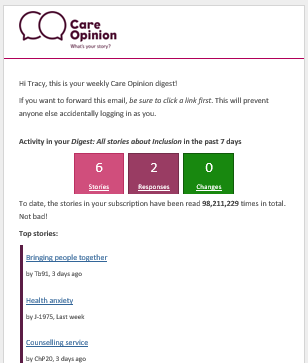 Care
Opinion
What's your story?
Hi Tracy, this is your weekly Care Opinion digest!
If you want to forward this email, be sure to click a link first. This will prevent
anyone else accidentally logging in as you.
Activity in your Digest: All stories about Inclusion in the past 7 days
6 2 0
Stories Responses Changes
To date, the stories in your subscription have been read 98,211,229 times in total.
Not bad!
Top stories:
Bringing people together
by Tb91, 3 days ago
Health anxiety
by J-1975, Last week
Counselling service
by ChP20, 3 days ago